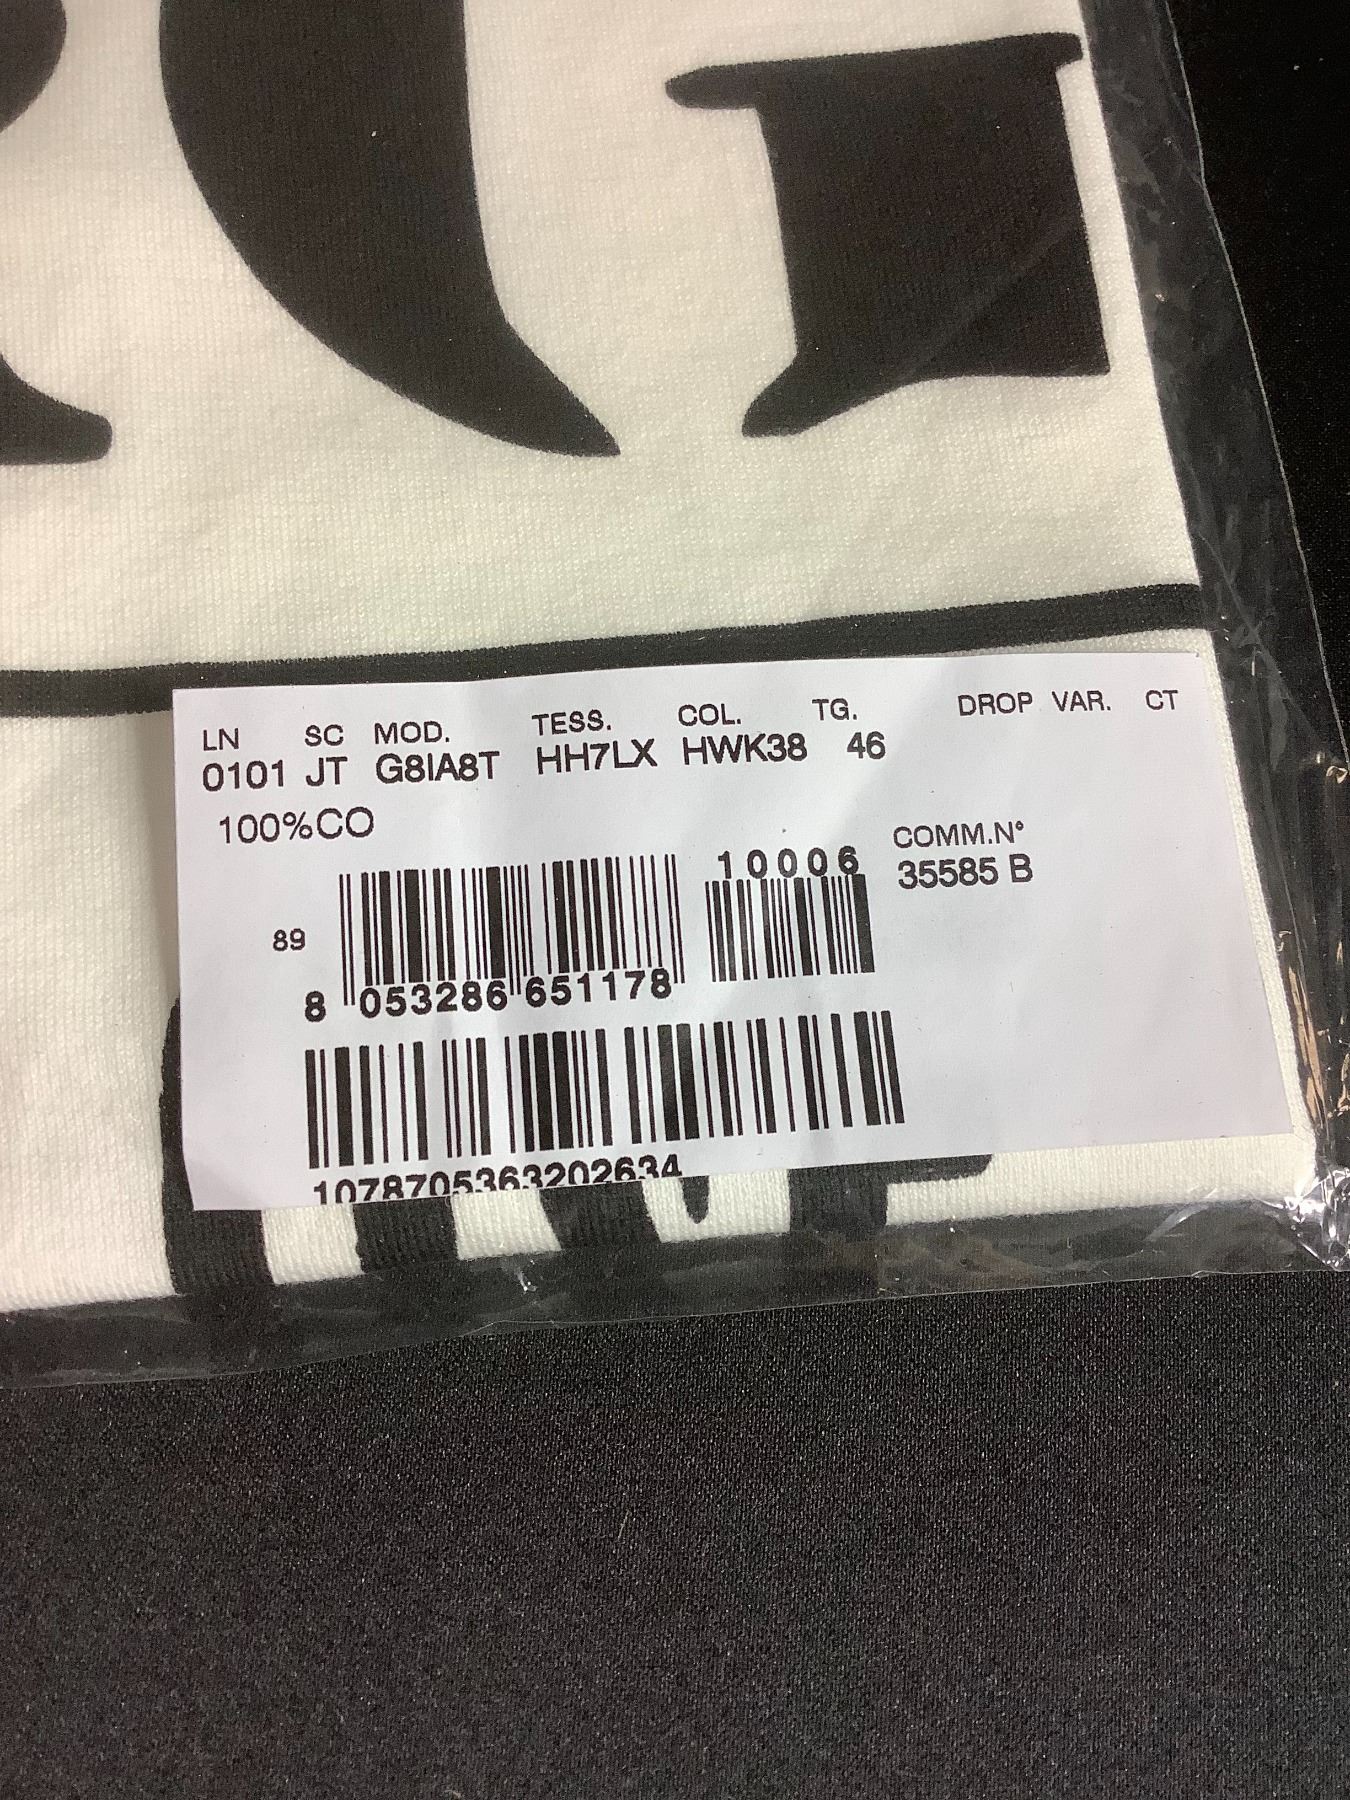 G
LN SC MOD. TESS. COL. TG. DROP VAR. CT
0101 JT G8IA8T HH7LX HWK38 46
100%CO
COMM.N°
35585 B
10006
89
8 053286 651178
1078705363202634